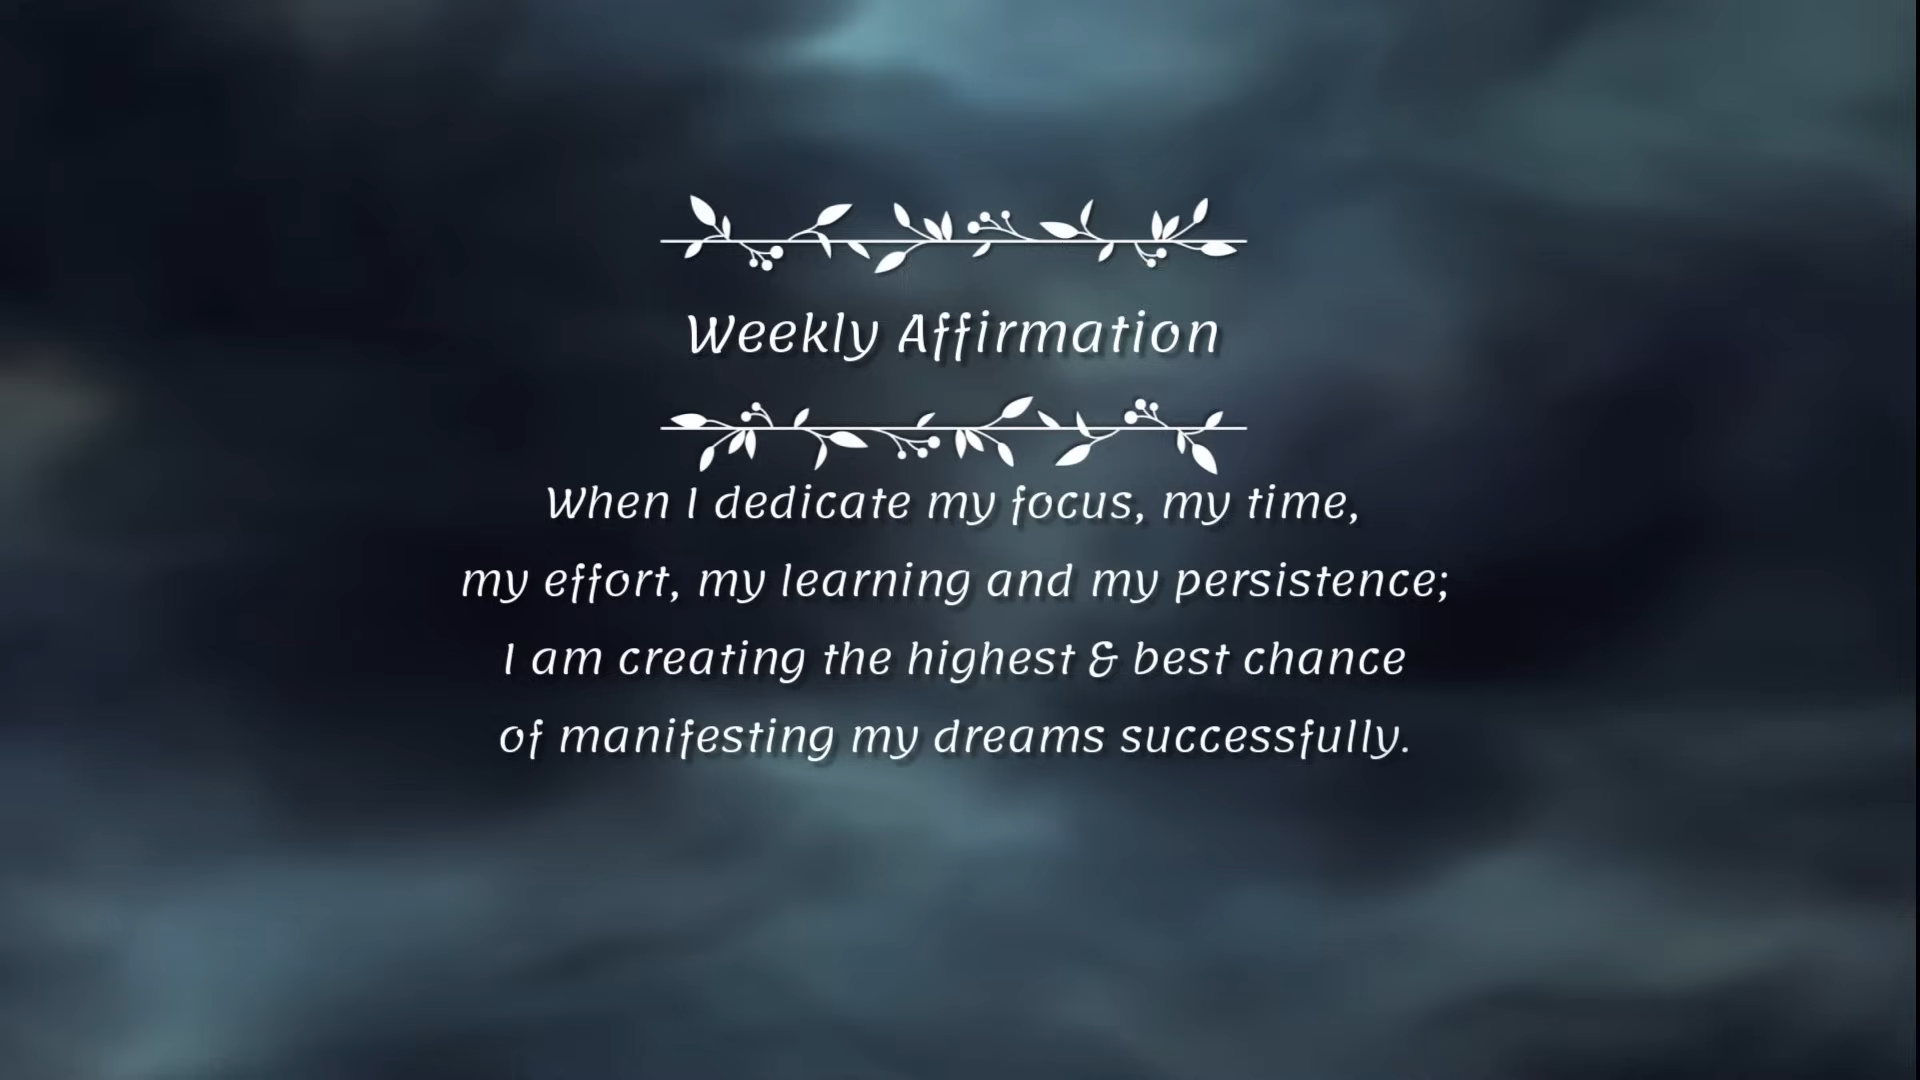 Weekly Affirmation
When I dedicate my focus, my time,
my effort, my learning and my persistence;
I am creating the highest & best chance
of manifesting my dreams successfully.